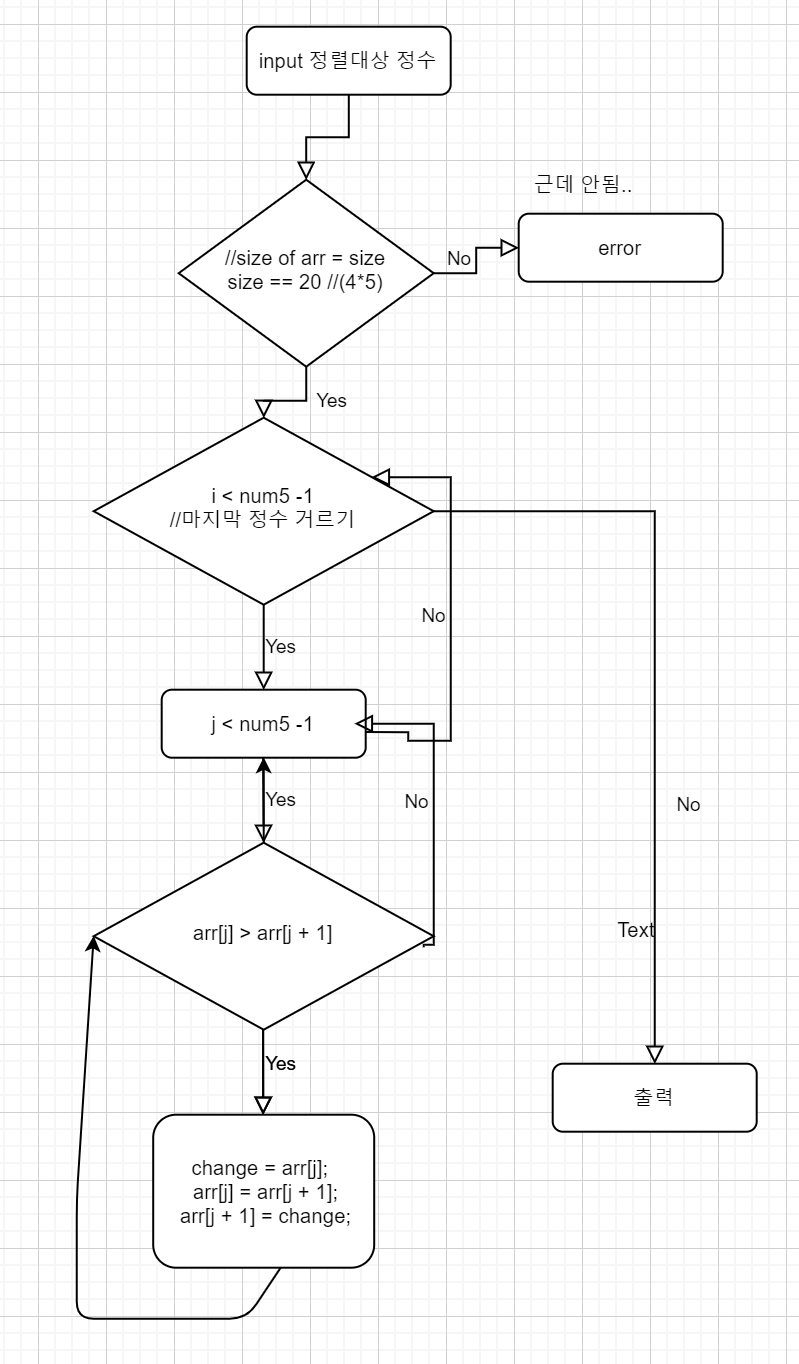 input 정렬대상 정수
근데 안됨..
//size of arr = size
size == 20 //(4*5)
No
error
Yes
i < num5 -1
//마지막 정수 거르기
No
Yes
j < num5 -1
Yes
No
No
arr[j] > arr[j + 1]
Text
Yes
출력
change = arr[j];
arr[j] = arr[j + 1];
arr[j + 1] = change;